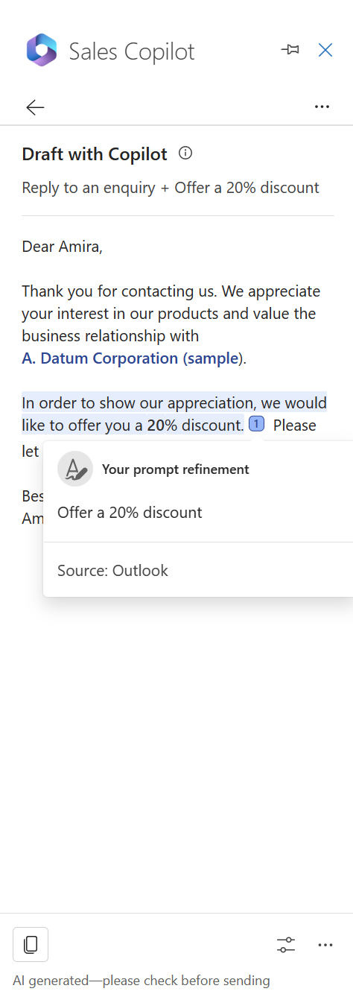 Sales Copilot
Draft with Copilot
Reply to an enquiry + Offer a 20% discount
Dear Amira,
Thank you for contacting us. We appreciate
your interest in our products and value the
business relationship with
A. Datum Corporation (sample).
In order to show our appreciation, we would
like to offer you a 20% discount. 1 Please
let
Bes
Am
Your prompt refinement
Offer a 20% discount
Source: Outlook
AI generated—please check before sending